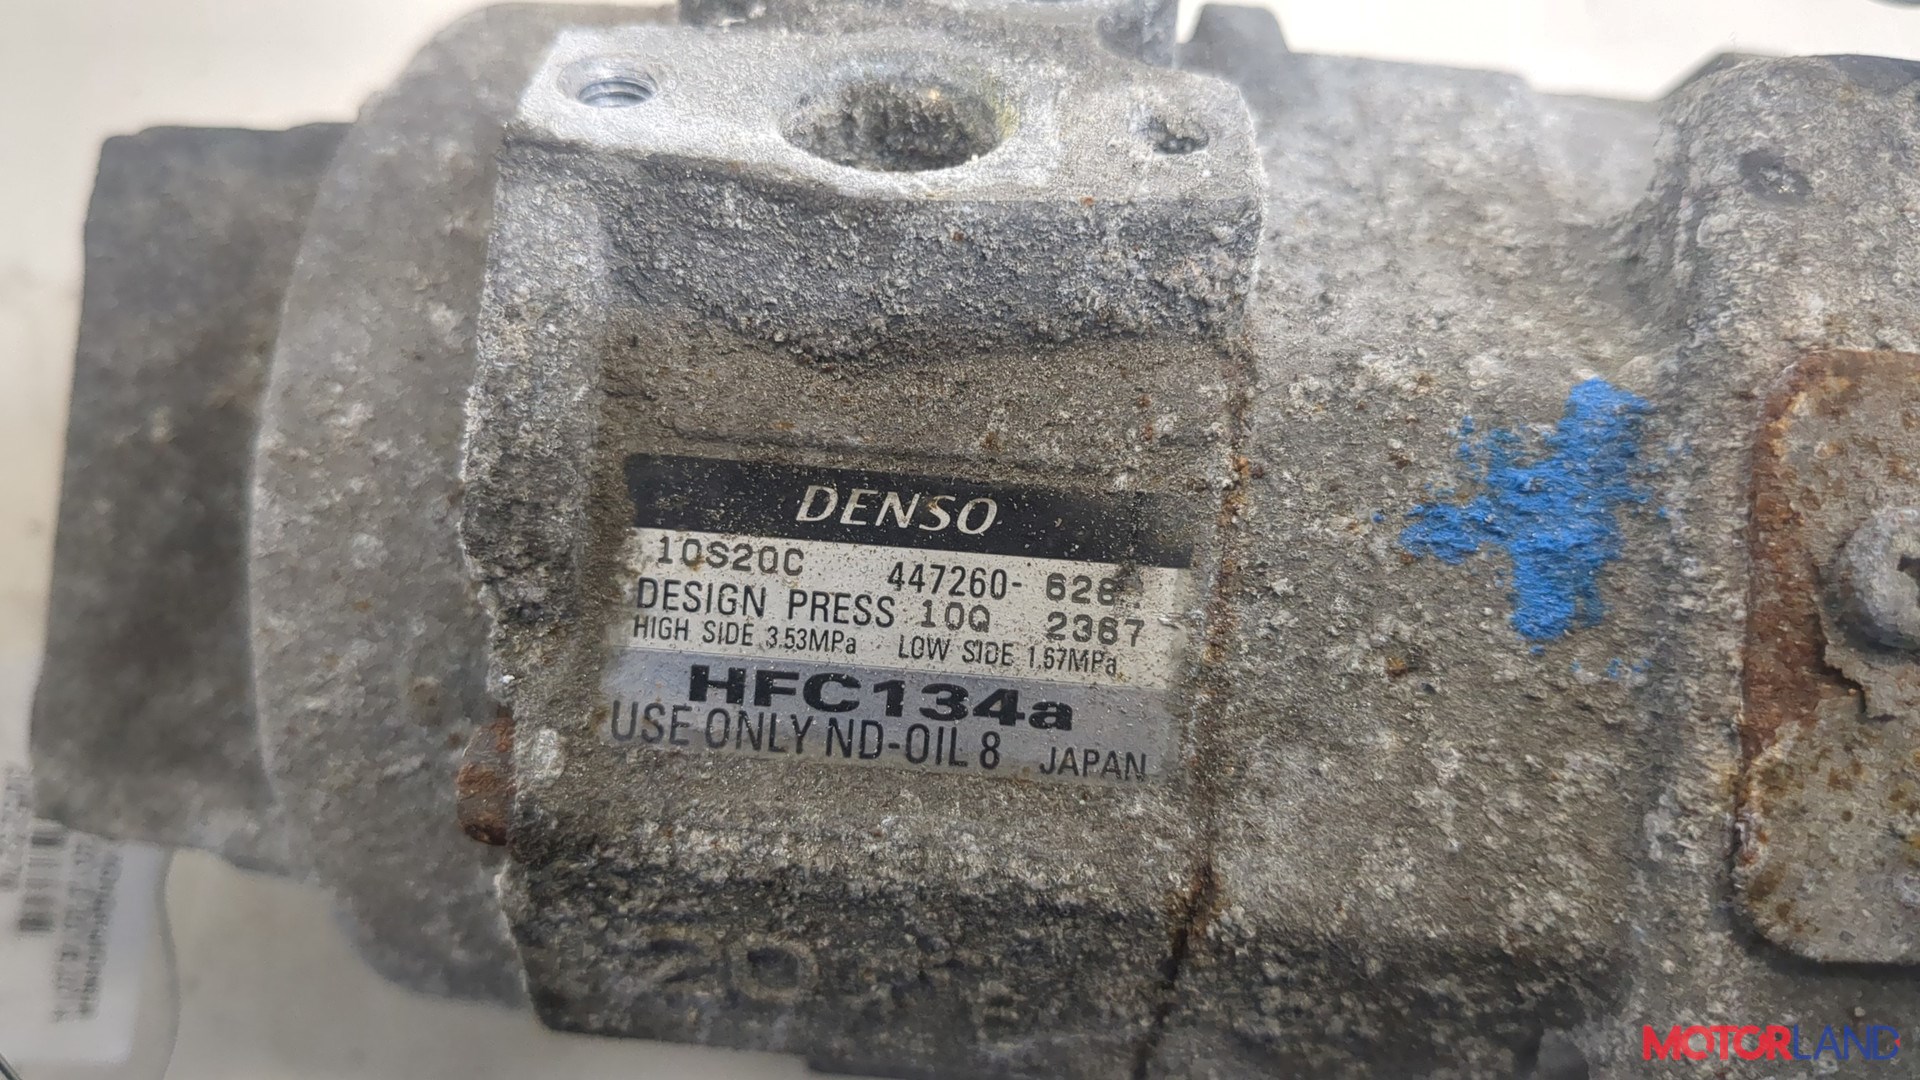 DENSO
10S20C 447260-
DESIGN PRESS 10Q 2367
HIGH SIDE 3.53MPa LOW SIDE 1.67MPa
HFC134a
USE ONLY ND-OIL 8 JAPAN
20
MOTORLAND